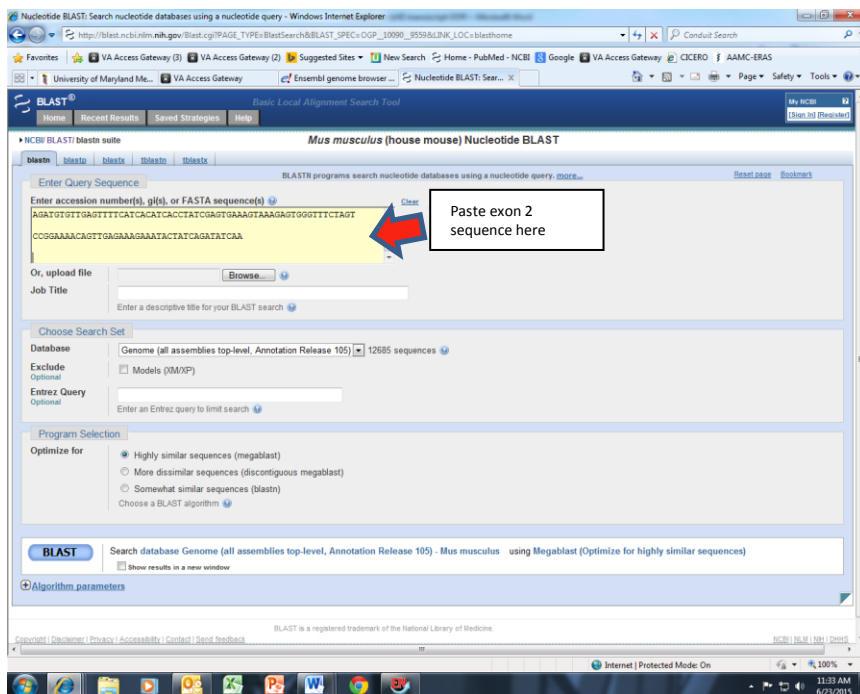 Nucleotide BLAST: Search nucleotide databases using a nucleotide query - Windows Internet Explorer
http://blast.ncbi.nlm.nih.gov/Blast.cgi?PAGE_TYPE=BlastSearch&BLAST_SPEC=OGP__10090__9559&LINK_LOC=blasthome
Conduit Search
Favorites VA Access Gateway (3) VA Access Gateway (2) Suggested Sites New Search Home - PubMed - NCBI Google VA Access Gateway CICERO AAMC-ERAS
University of Maryland Me... VA Access Gateway Ensembl genome browser ... Nucleotide BLAST: Sear... X Page Safety Tools
BLAST® Basic Local Alignment Search Tool My NCBI ?
Home Recent Results Saved Strategies Help [Sign In] [Register]
NCBI/ BLAST/ blastn suite Mus musculus (house mouse) Nucleotide BLAST
blastn blastp blastx tblastn tblastx
BLASTN programs search nucleotide databases using a nucleotide query. more... Reset page Bookmark
Enter Query Sequence
Enter accession number(s), gi(s), or FASTA sequence(s) Clear
AGATGTGTTGAGTTTTCATCACATCACCTATCGAGTGAAAGTAAAGAGTGGGTTTCTAGT
CCGGAAAACAGTTGAGAAAGAAATACTATCAGATATCAA
Paste exon 2
sequence here
Or, upload file Browse...
Job Title
Enter a descriptive title for your BLAST search
Choose Search Set
Database Genome (all assemblies top-level, Annotation Release 105) 12685 sequences
Exclude Models (XM/XP)
Optional
Entrez Query
Optional
Enter an Entrez query to limit search
Program Selection
Optimize for Highly similar sequences (megablast)
More dissimilar sequences (discontiguous megablast)
Somewhat similar sequences (blastn)
Choose a BLAST algorithm
BLAST Search database Genome (all assemblies top-level, Annotation Release 105) - Mus musculus using Megablast (Optimize for highly similar sequences)
Show results in a new window
Algorithm parameters
BLAST is a registered trademark of the National Library of Medicine.
Copyright | Disclaimer | Privacy | Accessibility | Contact | Send feedback NCBI | NLM | NIH | DHHS
Internet | Protected Mode: On 100%
11:33 AM
6/23/2015